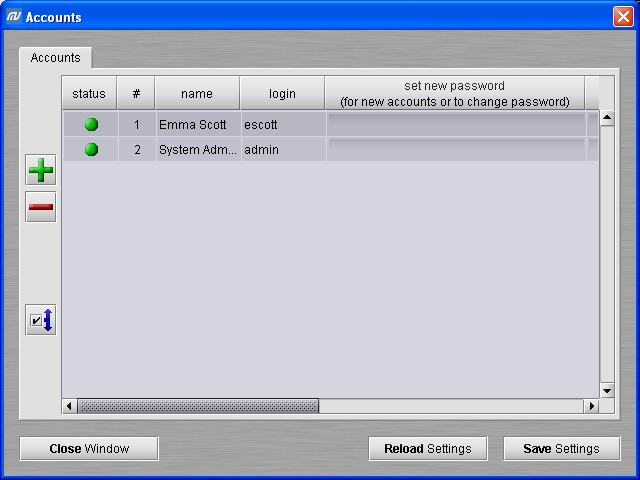 Accounts
Accounts
status # name login set new password
(for new accounts or to change password)
1 Emma Scott escott
2 System Adm... admin
Close Window Reload Settings Save Settings